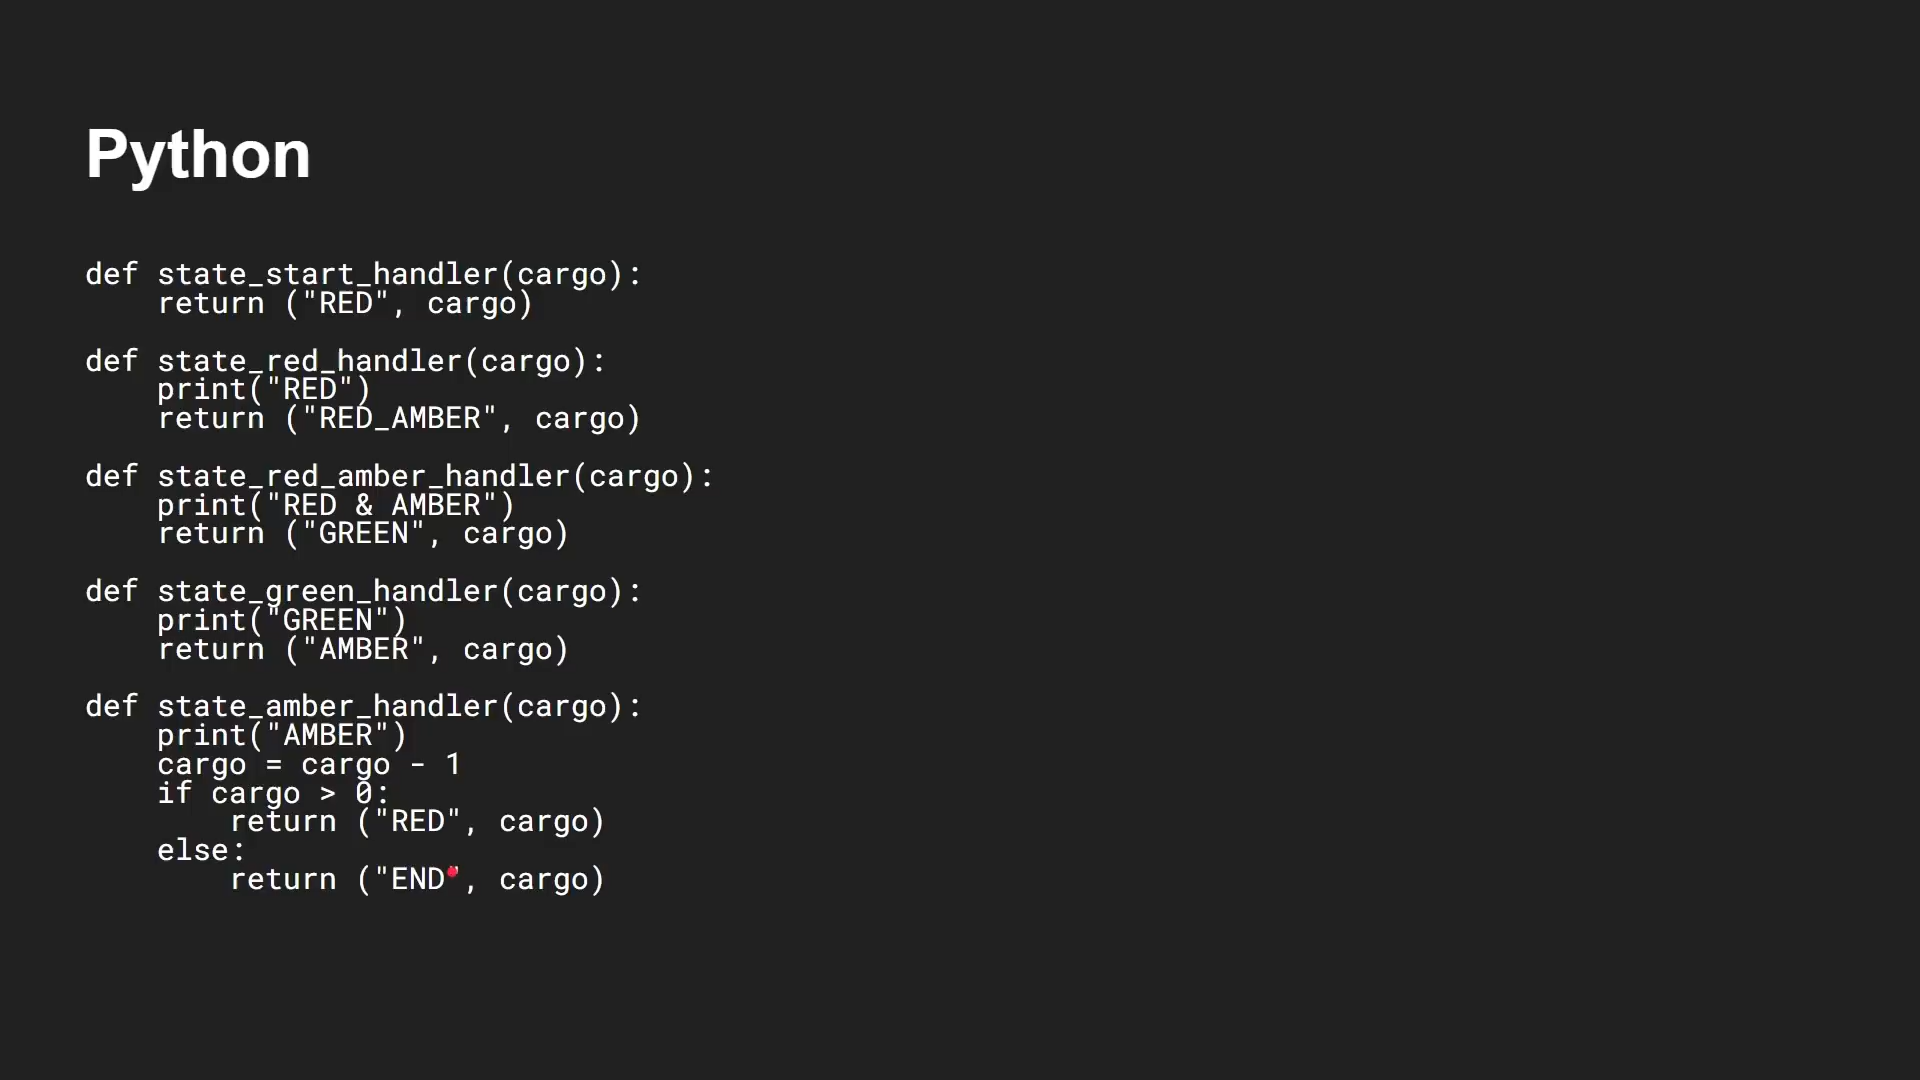 Python
def state_start_handler(cargo):
    return ("RED", cargo)
def state_red_handler(cargo):
    print("RED")
    return ("RED_AMBER", cargo)
def state_red_amber_handler(cargo):
    print("RED & AMBER")
    return ("GREEN", cargo)
def state_green_handler(cargo):
    print("GREEN")
    return ("AMBER", cargo)
def state_amber_handler(cargo):
    print("AMBER")
    cargo = cargo - 1
    if cargo > 0:
        return ("RED", cargo)
    else:
        return ("END", cargo)